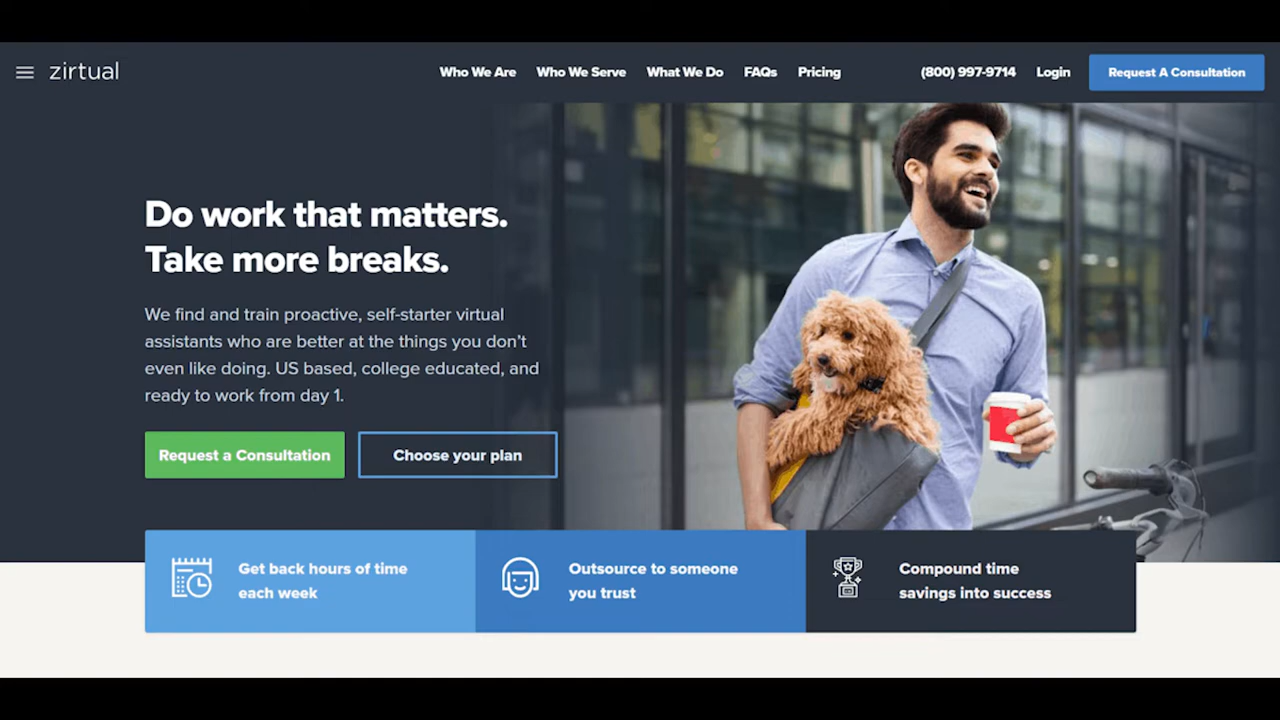 zirtual
Who We Are
Who We Serve
What We Do
FAQs
Pricing
(800) 997-9714
Login
Request A Consultation
Do work that matters.
Take more breaks.
We find and train proactive, self-starter virtual
assistants who are better at the things you don't
even like doing. US based, college educated, and
ready to work from day 1.
Request a Consultation
Choose your plan
Get back hours of time
each week
Outsource to someone
you trust
Compound time
savings into success